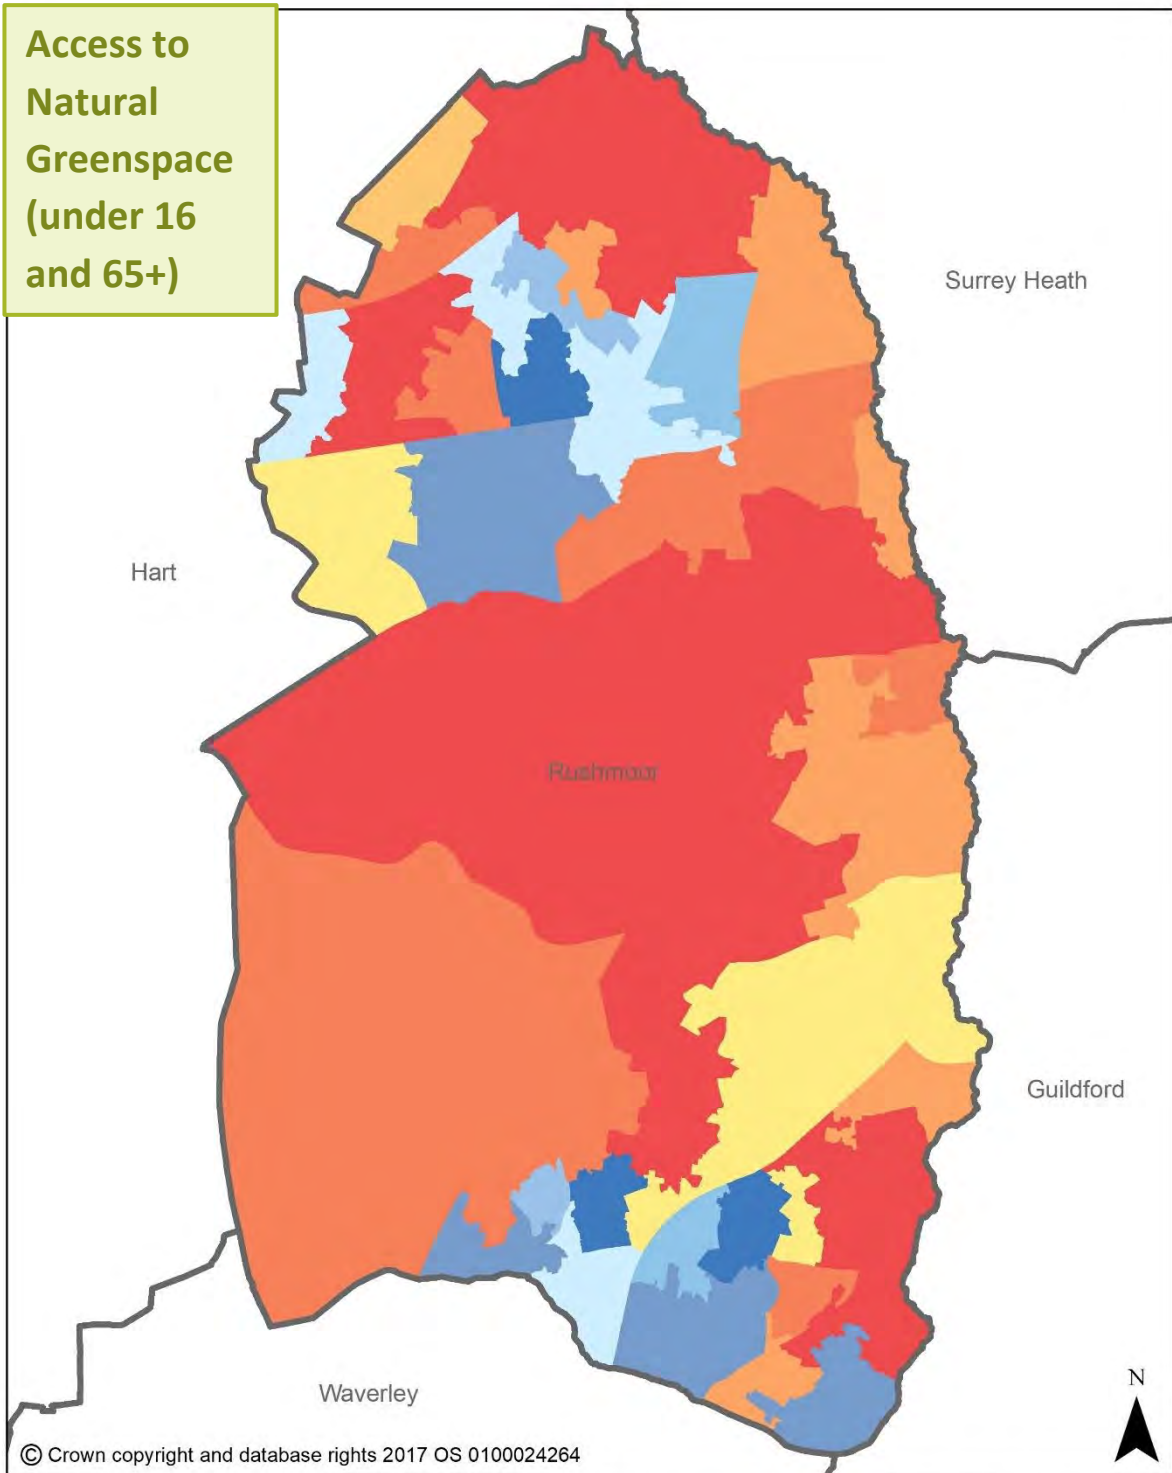 Access to
Natural
Greenspace
(under 16
and 65+)
Surrey Heath
Hart
Rushmoor
Guildford
Waverley
N
© Crown copyright and database rights 2017 OS 0100024264